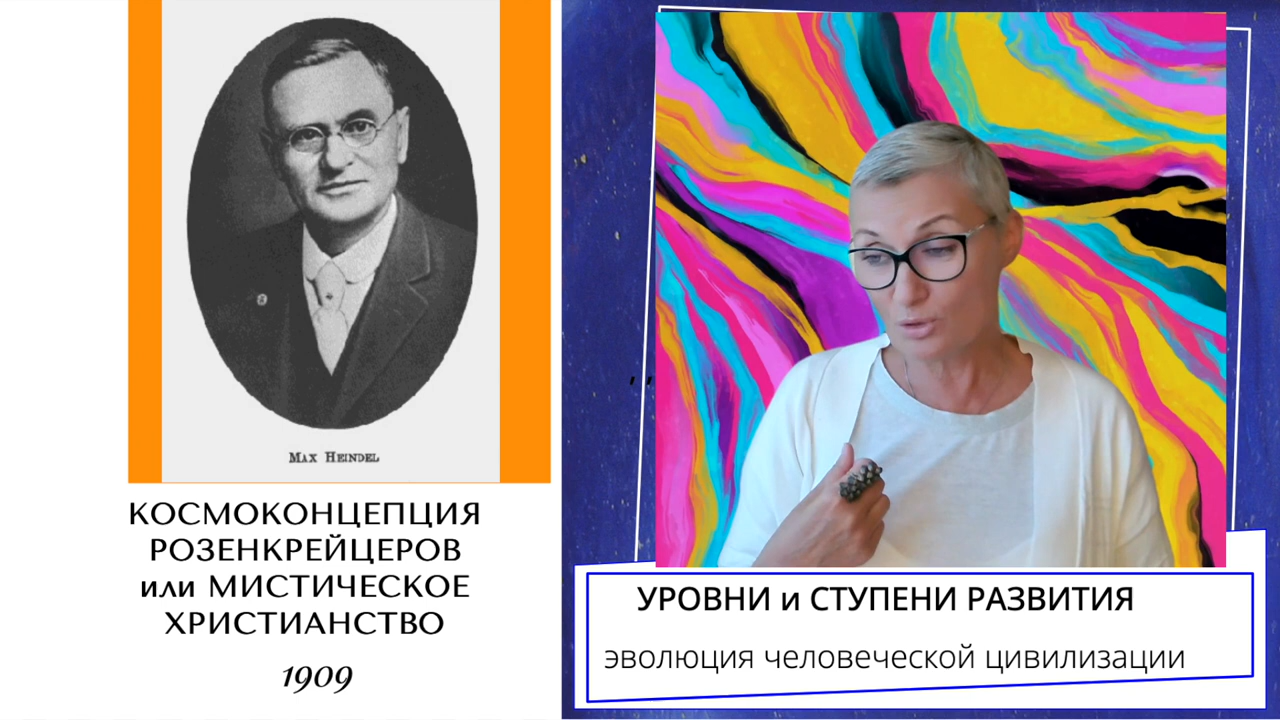 MAX HEINDEL
КОСМОКОНЦЕПЦИЯ
РОЗЕНКРЕЙЦЕРОВ
или МИСТИЧЕСКОЕ
ХРИСТИАНСТВО
1909
УРОВНИ и СТУПЕНИ РАЗВИТИЯ
эволюция человеческой цивилизации